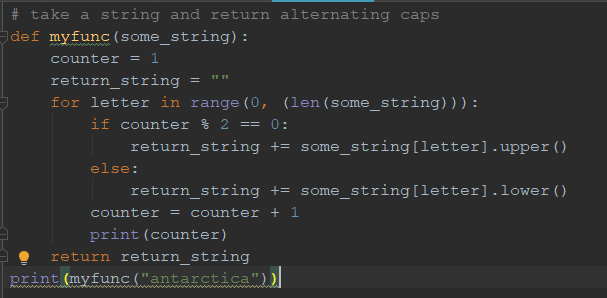 # take a string and return alternating caps
def myfunc(some_string):
    counter = 1
    return_string = ""
    for letter in range(0, (len(some_string))):
        if counter % 2 == 0:
            return_string += some_string[letter].upper()
        else:
            return_string += some_string[letter].lower()
        counter = counter + 1
        print(counter)
    return return_string
print(myfunc("antarctica"))